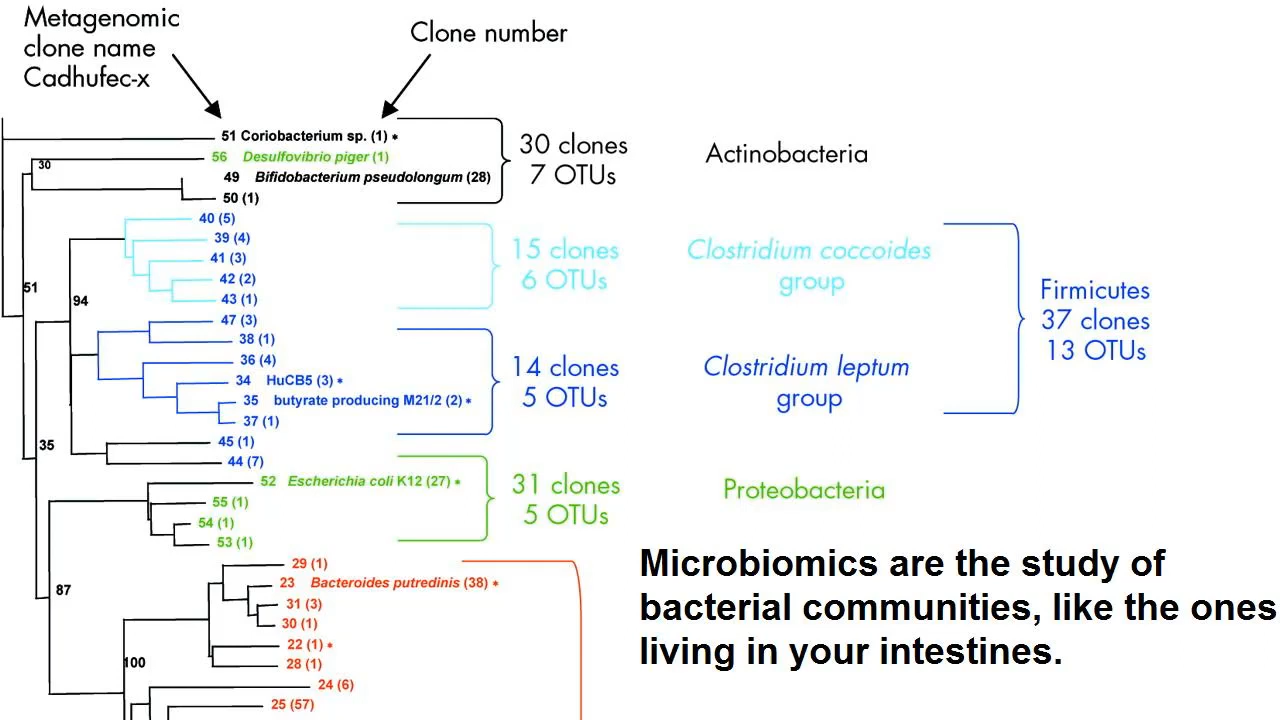 Metagenomic
clone name
Cadhufec-x
Clone number
51 Coriobacterium sp. (1) *
56 Desulfovibrio piger (1)
30
49 Bifidobacterium pseudolongum (28)
50 (1)
30 clones
7 OTUs
Actinobacteria
40 (5)
39 (4)
41 (3)
42 (2)
43 (1)
15 clones
6 OTUs
Clostridium coccoides
group
51
94
47 (3)
38 (1)
36 (4)
34 HuCB5 (3) *
35 butyrate producing M21/2 (2) *
37 (1)
14 clones
5 OTUs
Clostridium leptum
group
Firmicutes
37 clones
13 OTUs
35
45 (1)
44 (7)
52 Escherichia coli K12 (27) *
55 (1)
54 (1)
53 (1)
31 clones
5 OTUs
Proteobacteria
87
29 (1)
23 Bacteroides putredinis (38) *
31 (3)
30 (1)
22 (1) *
28 (1)
100
24 (6)
25 (57)
Microbiomics are the study of
bacterial communities, like the ones
living in your intestines.